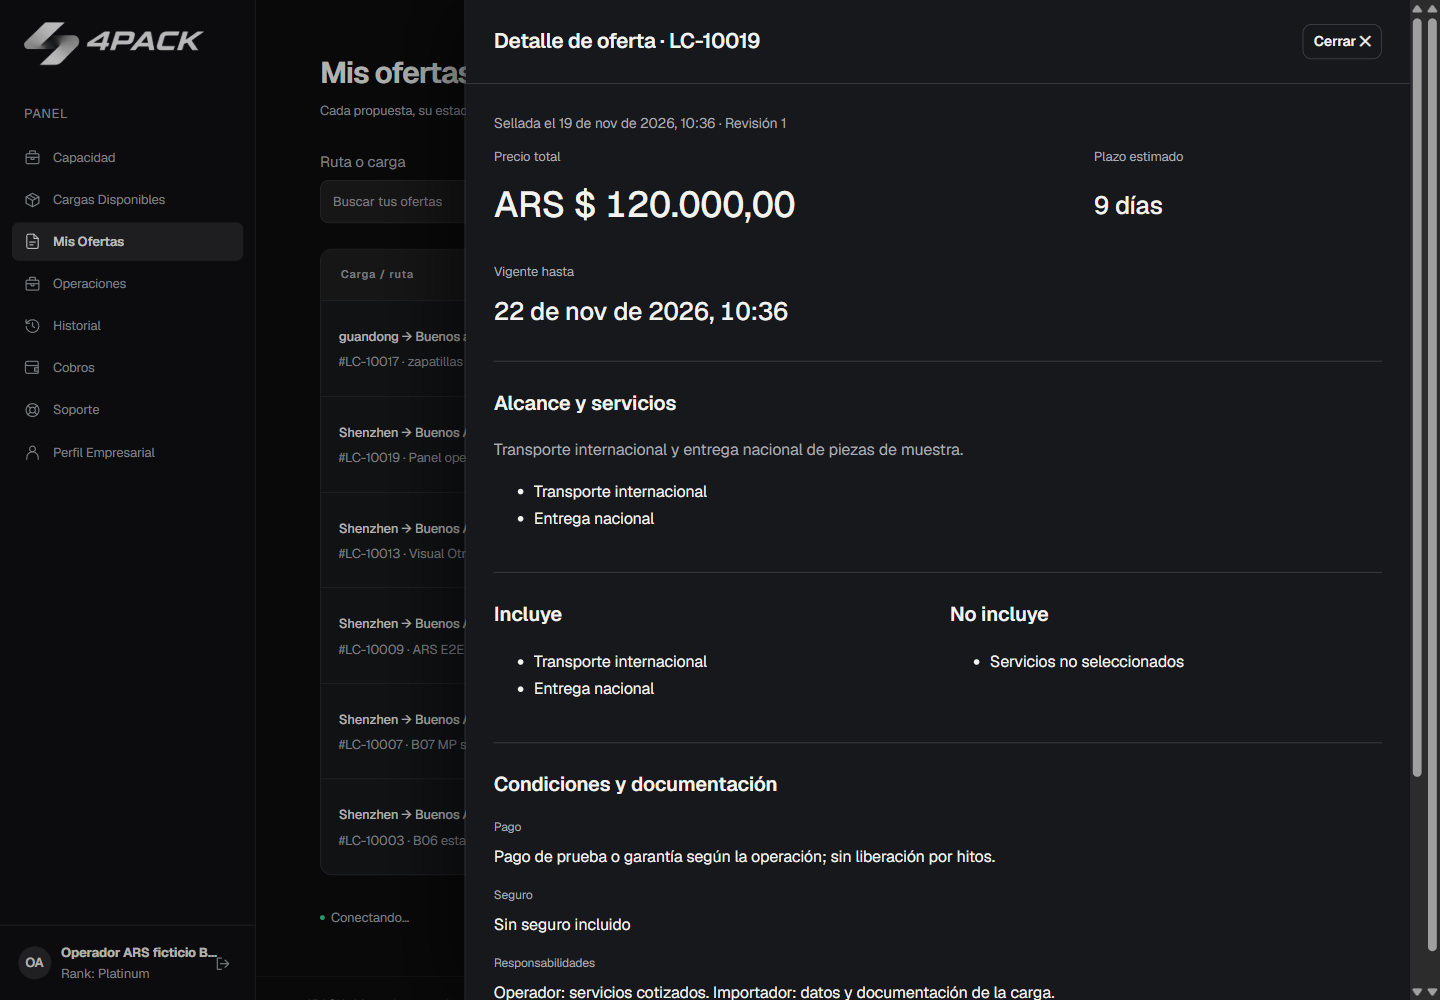 4PACK
PANEL
Capacidad
Cargas Disponibles
Mis Ofertas
Operaciones
Historial
Cobros
Soporte
Perfil Empresarial
OA
Operador ARS ficticio B...
Rank: Platinum
Mis ofertas
Cada propuesta, su estad
Ruta o carga
Buscar tus ofertas
Carga / ruta
guandong → Buenos a
#LC-10017 · zapatillas
Shenzhen → Buenos A
#LC-10019 · Panel ope
Shenzhen → Buenos A
#LC-10013 · Visual Otr
Shenzhen → Buenos A
#LC-10009 · ARS E2E
Shenzhen → Buenos A
#LC-10007 · B07 MP s
Shenzhen → Buenos A
#LC-10003 · B06 esta
Conectando...
Detalle de oferta · LC-10019
Cerrar ✕
Sellada el 19 de nov de 2026, 10:36 · Revisión 1
Precio total
ARS $ 120.000,00
Plazo estimado
9 días
Vigente hasta
22 de nov de 2026, 10:36
Alcance y servicios
Transporte internacional y entrega nacional de piezas de muestra.
• Transporte internacional
• Entrega nacional
Incluye
• Transporte internacional
• Entrega nacional
No incluye
• Servicios no seleccionados
Condiciones y documentación
Pago
Pago de prueba o garantía según la operación; sin liberación por hitos.
Seguro
Sin seguro incluido
Responsabilidades
Operador: servicios cotizados. Importador: datos y documentación de la carga.